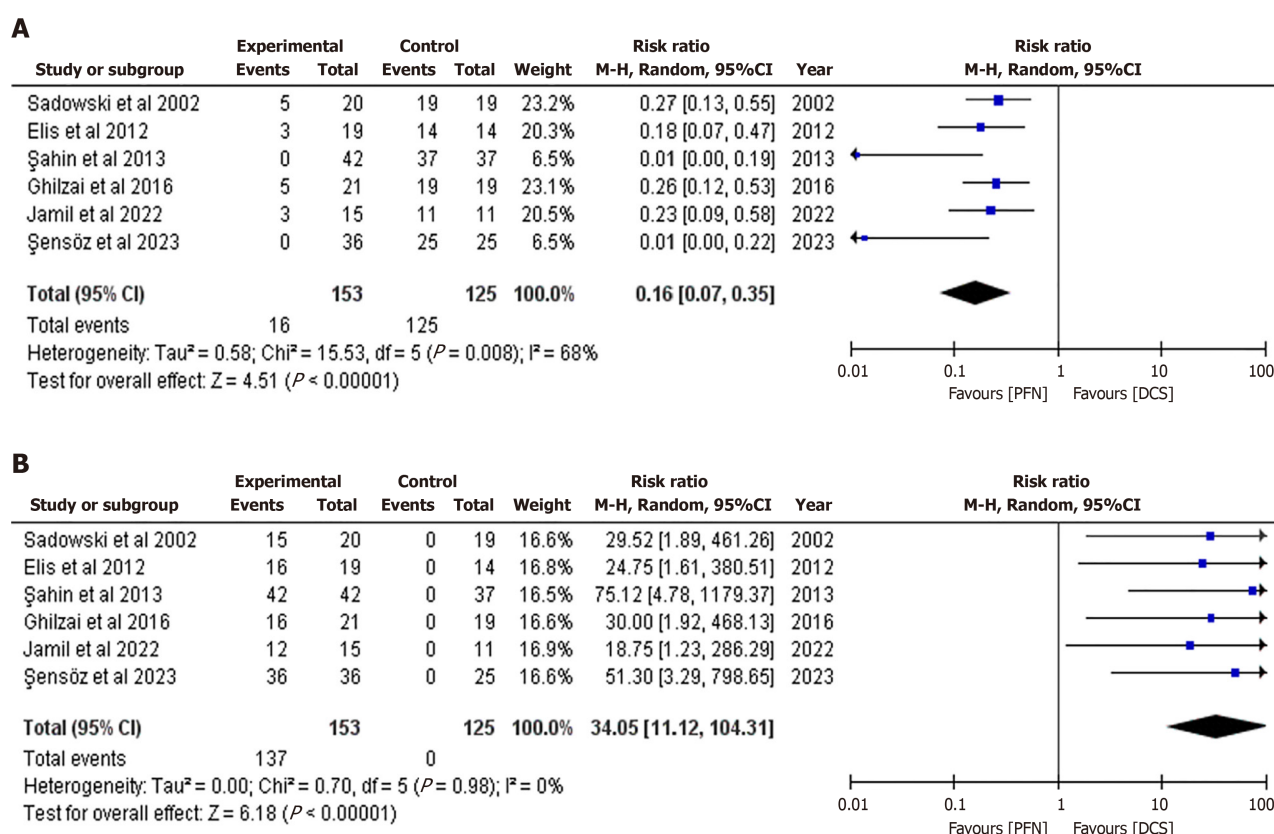 A
Experimental Control Risk ratio Risk ratio
Study or subgroup Events Total Events Total Weight M-H, Random, 95%CI Year M-H, Random, 95%CI
Sadowski et al 2002 5 20 19 19 23.2% 0.27 [0.13, 0.55] 2002
Elis et al 2012 3 19 14 14 20.3% 0.18 [0.07, 0.47] 2012
Şahin et al 2013 0 42 37 37 6.5% 0.01 [0.00, 0.19] 2013
Ghilzai et al 2016 5 21 19 19 23.1% 0.26 [0.12, 0.53] 2016
Jamil et al 2022 3 15 11 11 20.5% 0.23 [0.09, 0.58] 2022
Şensöz et al 2023 0 36 25 25 6.5% 0.01 [0.00, 0.22] 2023
Total (95% CI) 153 125 100.0% 0.16 [0.07, 0.35]
Total events 16 125
Heterogeneity: Tau² = 0.58; Chi² = 15.53, df = 5 (P = 0.008); I² = 68%
Test for overall effect: Z = 4.51 (P < 0.00001)
0.01 0.1 1 10 100
Favours [PFN] Favours [DCS]
B
Experimental Control Risk ratio Risk ratio
Study or subgroup Events Total Events Total Weight M-H, Random, 95%CI Year M-H, Random, 95%CI
Sadowski et al 2002 15 20 0 19 16.6% 29.52 [1.89, 461.26] 2002
Elis et al 2012 16 19 0 14 16.8% 24.75 [1.61, 380.51] 2012
Şahin et al 2013 42 42 0 37 16.5% 75.12 [4.78, 1179.37] 2013
Ghilzai et al 2016 16 21 0 19 16.6% 30.00 [1.92, 468.13] 2016
Jamil et al 2022 12 15 0 11 16.9% 18.75 [1.23, 286.29] 2022
Şensöz et al 2023 36 36 0 25 16.6% 51.30 [3.29, 798.65] 2023
Total (95% CI) 153 125 100.0% 34.05 [11.12, 104.31]
Total events 137 0
Heterogeneity: Tau² = 0.00; Chi² = 0.70, df = 5 (P = 0.98); I² = 0%
Test for overall effect: Z = 6.18 (P < 0.00001)
0.01 0.1 1 10 100
Favours [PFN] Favours [DCS]